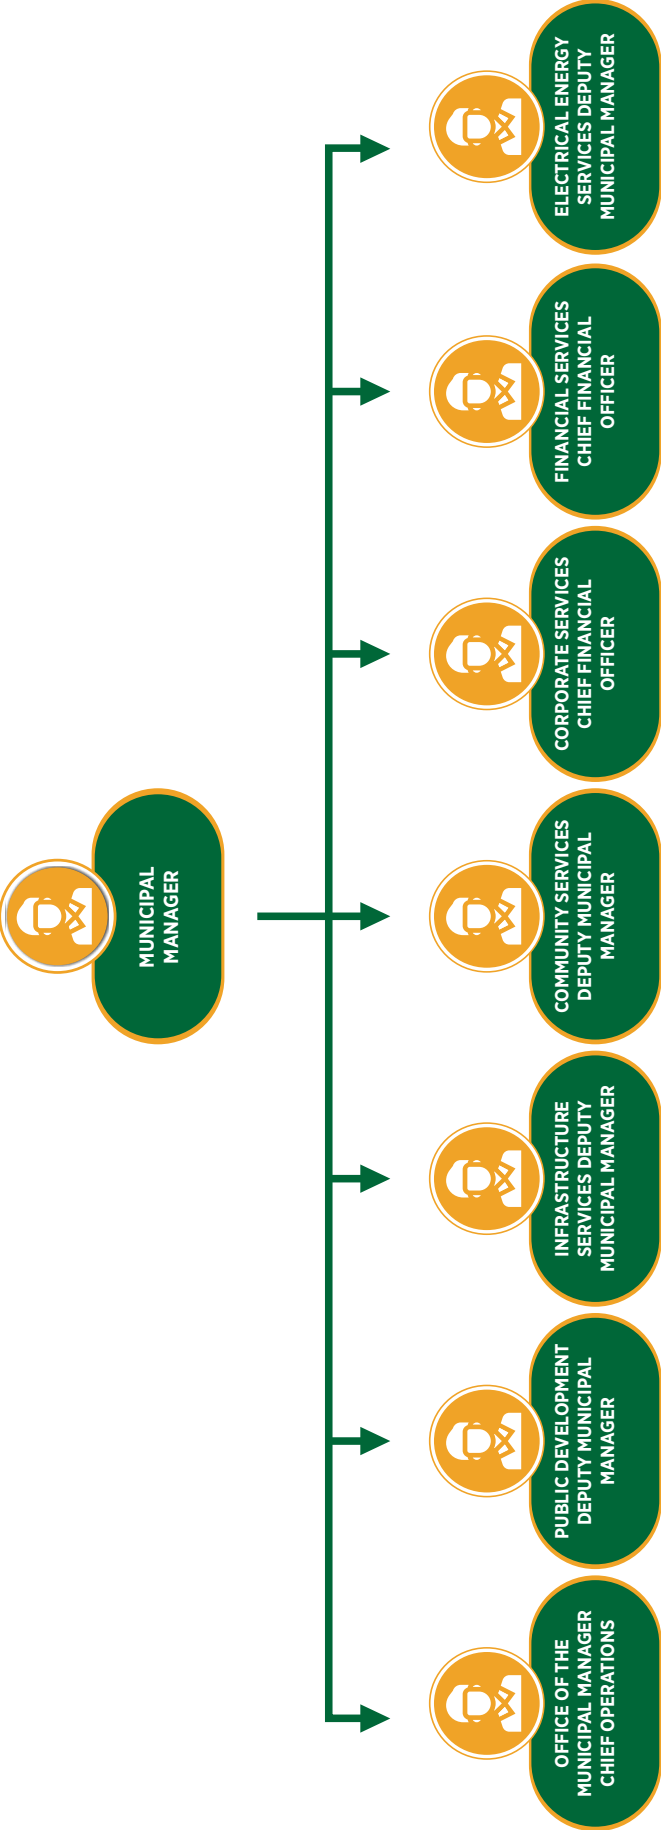 MUNICIPAL
MANAGER
OFFICE OF THE
MUNICIPAL MANAGER
CHIEF OPERATIONS
PUBLIC DEVELOPMENT
DEPUTY MUNICIPAL
MANAGER
INFRASTRUCTURE
SERVICES DEPUTY
MUNICIPAL MANAGER
COMMUNITY SERVICES
DEPUTY MUNICIPAL
MANAGER
CORPORATE SERVICES
CHIEF FINANCIAL
OFFICER
FINANCIAL SERVICES
CHIEF FINANCIAL
OFFICER
ELECTRICAL ENERGY
SERVICES DEPUTY
MUNICIPAL MANAGER